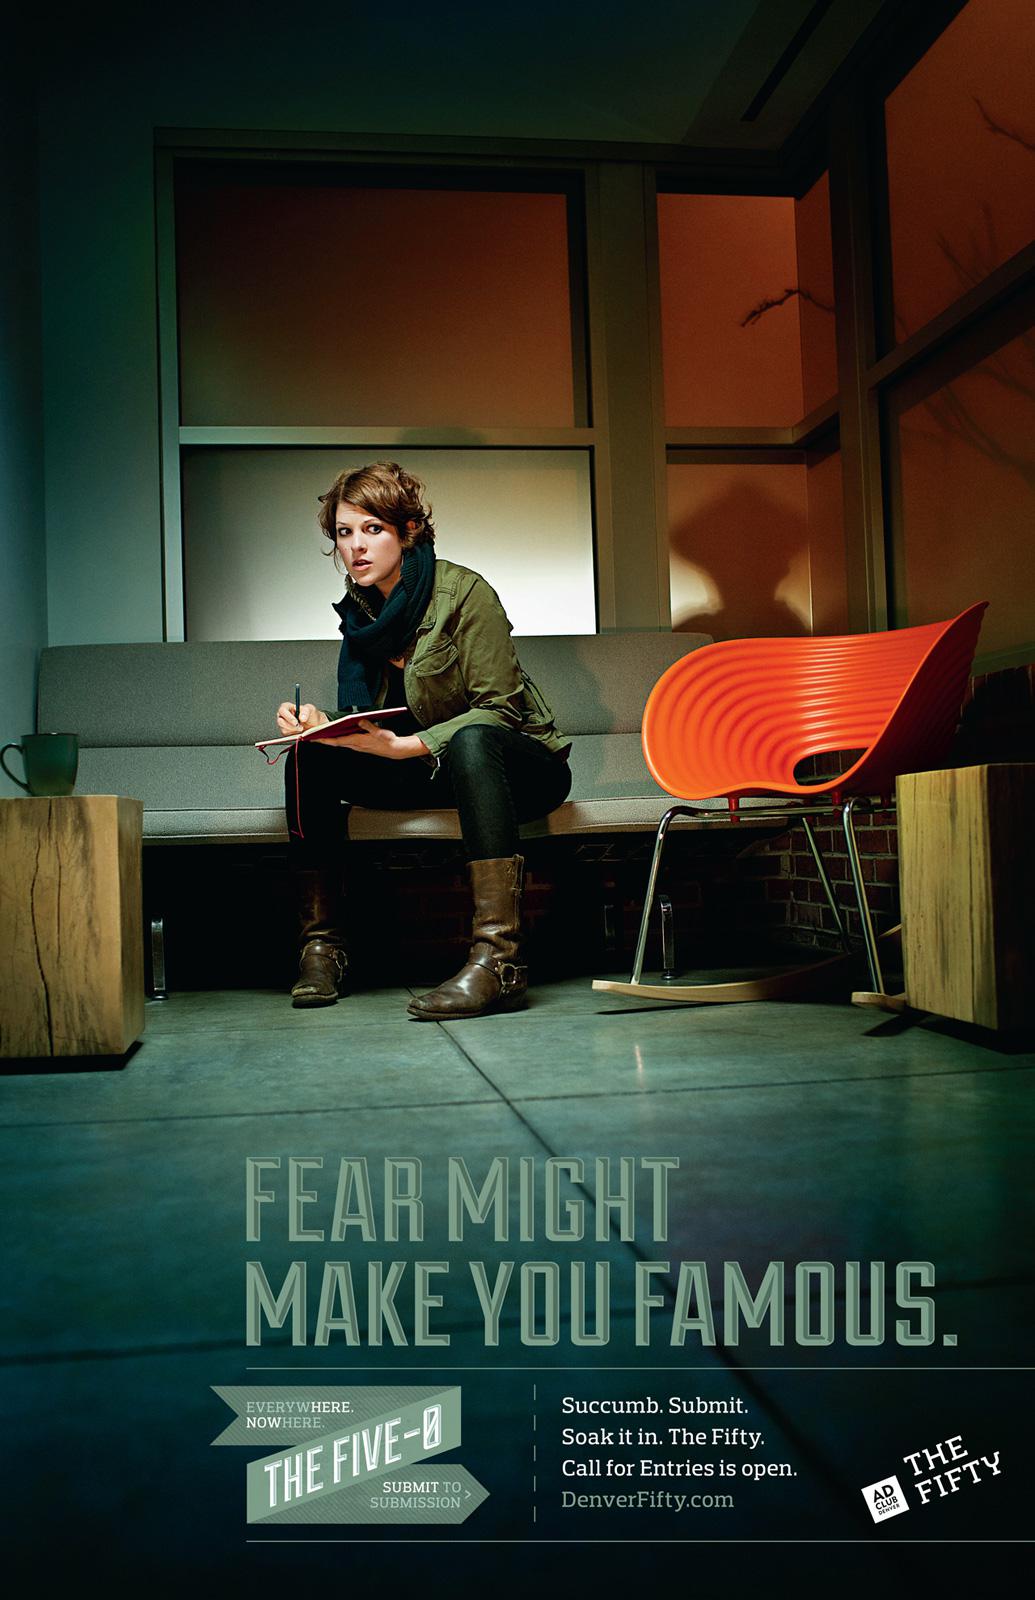 FEAR MIGHT
MAKE YOU FAMOUS.
EVERYWHERE.
NOWHERE.
THE FIVE-0
SUBMIT TO
SUBMISSION >
Succumb. Submit.
Soak it in. The Fifty.
Call for Entries is open.
DenverFifty.com
AD
CLUB
DENVER
THE
FIFTY